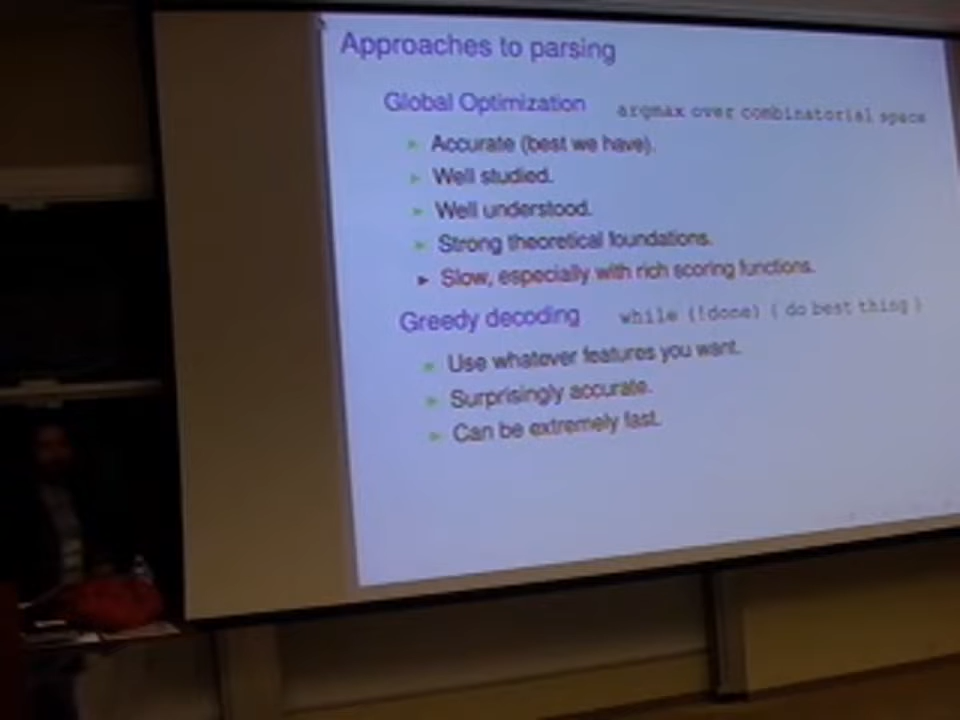 Approaches to parsing
Global Optimization argmax over combinatorial space
Accurate (best we have).
Well studied.
Well understood.
Strong theoretical foundations.
Slow, especially with rich scoring functions.
Greedy decoding while (!done) { do best thing }
Use whatever features you want.
Surprisingly accurate.
Can be extremely fast.